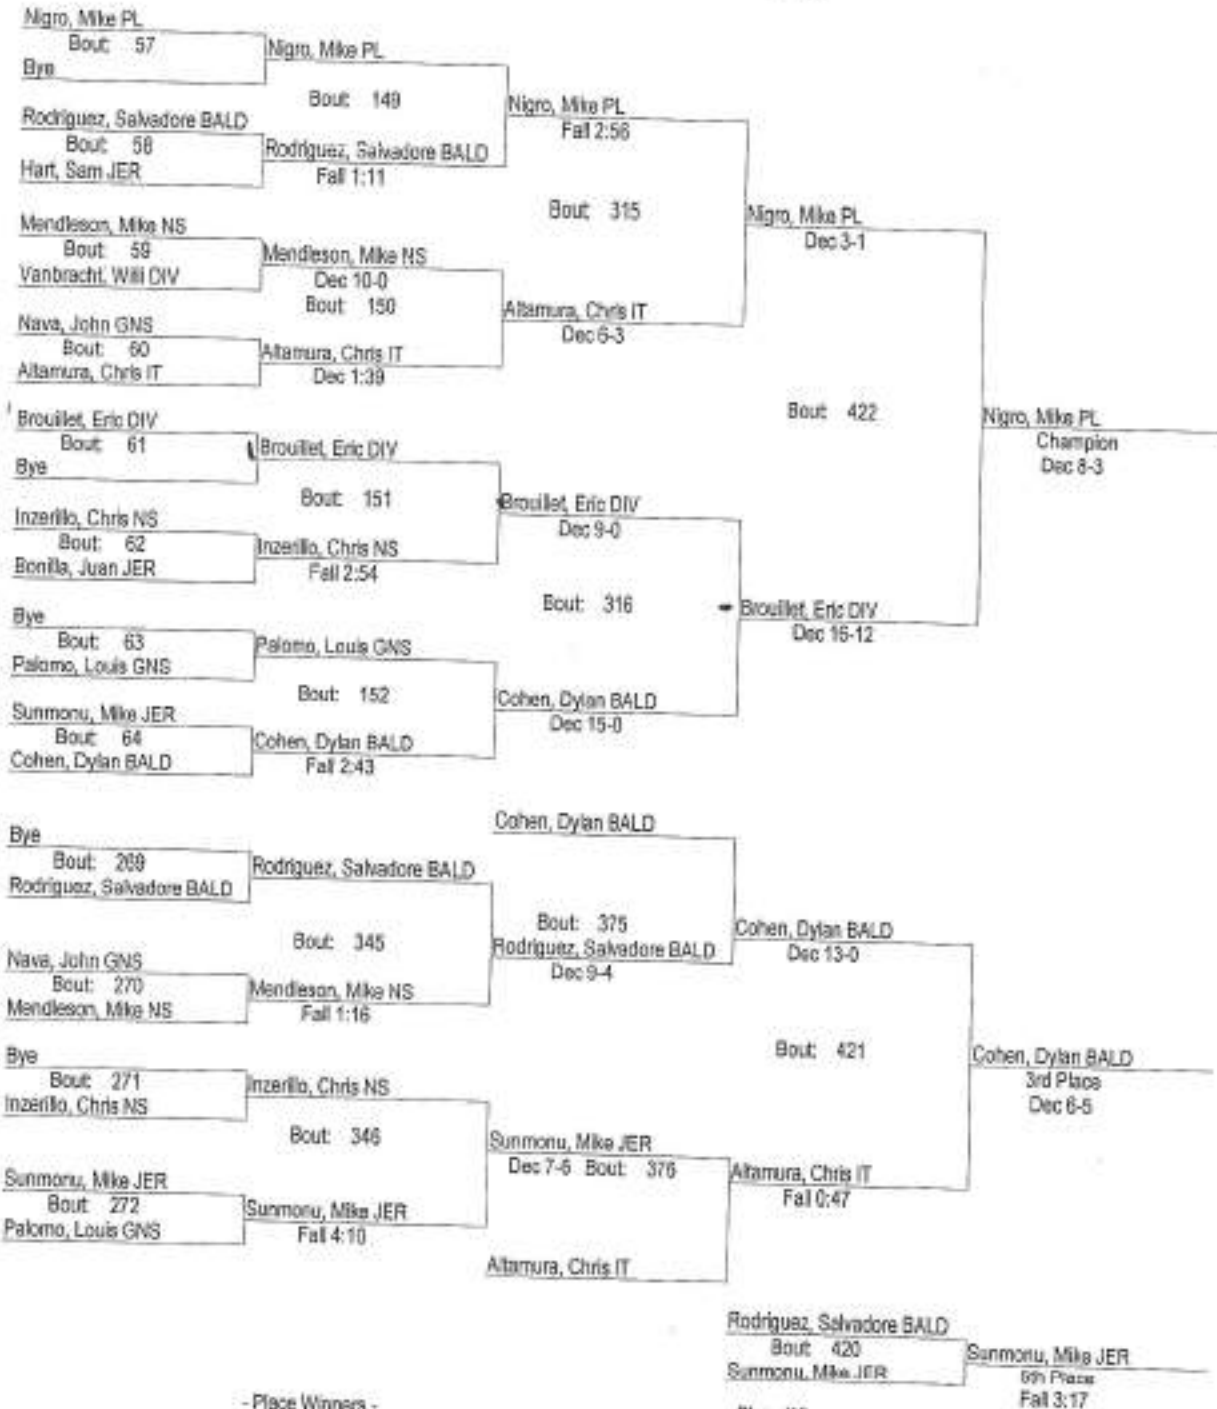 Nigro, Mike PL
Bout: 57
Bye
Nigro, Mike PL
Bout: 149
Rodriguez, Salvadore BALD
Bout: 58
Hart, Sam JER
Rodriguez, Salvadore BALD
Fall 1:11
Nigro, Mike PL
Fall 2:56
Bout: 315
Mendleson, Mike NS
Bout: 59
Vanbracht, Willi DIV
Mendleson, Mike NS
Dec 10-0
Bout: 150
Nava, John GNS
Bout: 60
Altamura, Chris IT
Altamura, Chris IT
Dec 1:39
Altamura, Chris IT
Dec 6-3
Nigro, Mike PL
Dec 3-1
Bout: 422
Brouillet, Eric DIV
Bout: 61
Bye
Brouillet, Eric DIV
Bout: 151
Inzerillo, Chris NS
Bout: 62
Bonilla, Juan JER
Inzerillo, Chris NS
Fall 2:54
Brouillet, Eric DIV
Dec 9-0
Bout: 316
Bye
Bout: 63
Palomo, Louis GNS
Palomo, Louis GNS
Bout: 152
Sunmonu, Mike JER
Bout: 64
Cohen, Dylan BALD
Cohen, Dylan BALD
Fall 2:43
Cohen, Dylan BALD
Dec 15-0
Brouillet, Eric DIV
Dec 16-12
Nigro, Mike PL
Champion
Dec 8-3
Bye
Bout: 269
Rodriguez, Salvadore BALD
Rodriguez, Salvadore BALD
Bout: 345
Nava, John GNS
Bout: 270
Mendleson, Mike NS
Mendleson, Mike NS
Fall 1:16
Cohen, Dylan BALD
Bout: 375
Rodriguez, Salvadore BALD
Dec 9-4
Cohen, Dylan BALD
Dec 13-0
Bout: 421
Bye
Bout: 271
Inzerillo, Chris NS
Inzerillo, Chris NS
Bout: 346
Sunmonu, Mike JER
Bout: 272
Palomo, Louis GNS
Sunmonu, Mike JER
Fall 4:10
Sunmonu, Mike JER
Dec 7-6 Bout: 376
Altamura, Chris IT
Altamura, Chris IT
Fall 0:47
Cohen, Dylan BALD
3rd Place
Dec 6-5
Rodriguez, Salvadore BALD
Bout: 420
Sunmonu, Mike JER
Sunmonu, Mike JER
5th Place
Fall 3:17
- Place Winners -